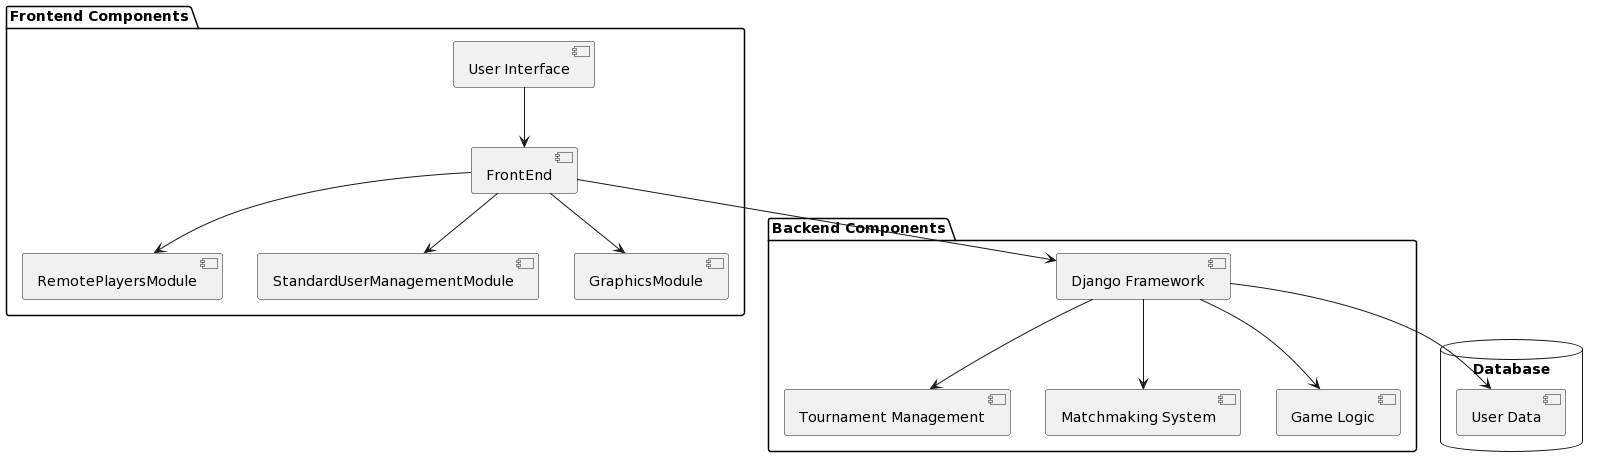 Frontend Components
User Interface
FrontEnd
RemotePlayersModule
StandardUserManagementModule
GraphicsModule
Backend Components
Django Framework
Tournament Management
Matchmaking System
Game Logic
Database
User Data